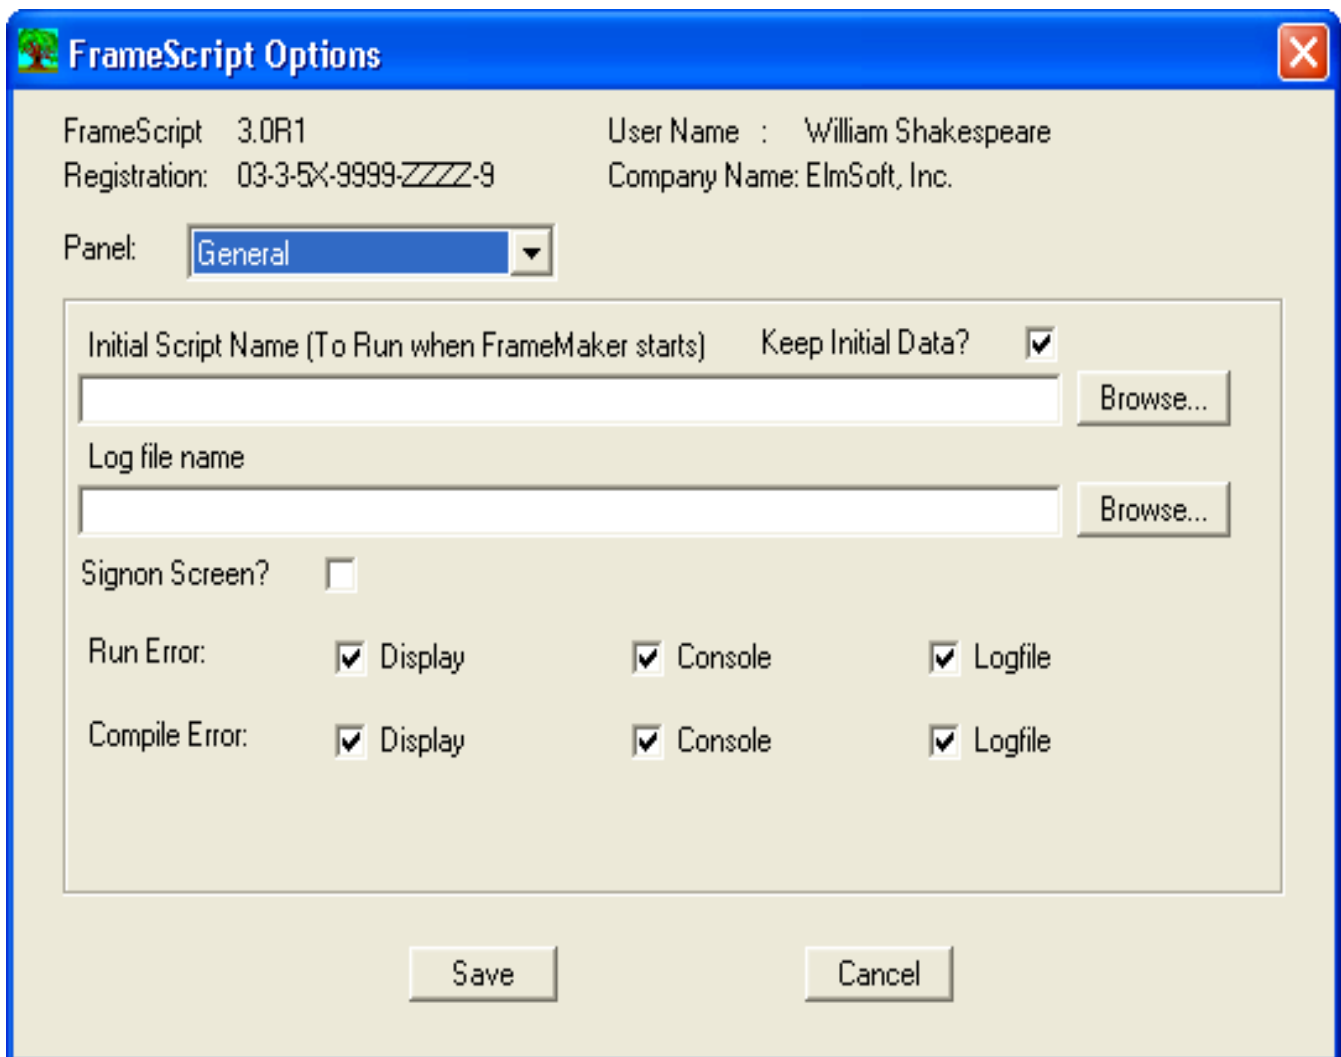 FrameScript Options
FrameScript 3.0R1 User Name : William Shakespeare
Registration: 03-3-5X-9999-ZZZZ-9 Company Name: ElmSoft, Inc.
Panel: General
Initial Script Name (To Run when FrameMaker starts) Keep Initial Data?
Browse...
Log file name
Browse...
Signon Screen?
Run Error: Display Console Logfile
Compile Error: Display Console Logfile
Save Cancel